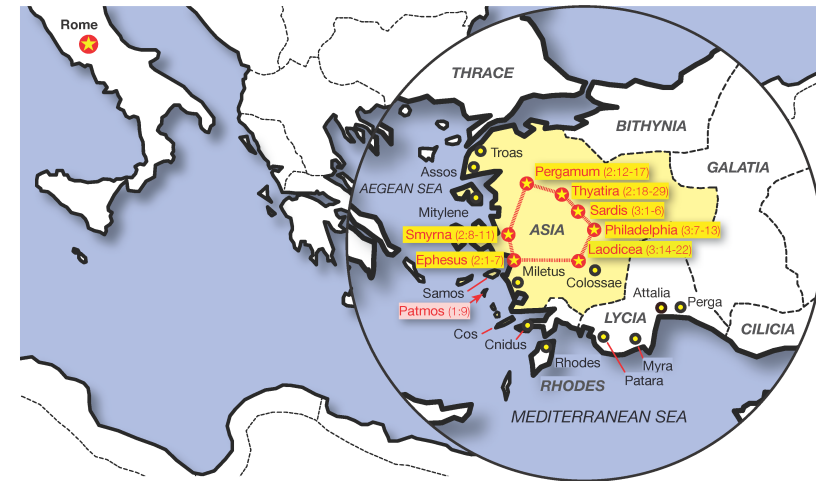 Rome
THRACE
BITHYNIA
GALATIA
Troas
Assos
Pergamum (2:12-17)
AEGEAN SEA
Thyatira (2:18-29)
Mitylene
Sardis (3:1-6)
Smyrna (2:8-11)
ASIA
Philadelphia (3:7-13)
Laodicea (3:14-22)
Ephesus (2:1-7)
Miletus
Colossae
Samos
Patmos (1:9)
Attalia
Perga
LYCIA
CILICIA
Cos
Cnidus
Rhodes
Myra
Patara
RHODES
MEDITERRANEAN SEA